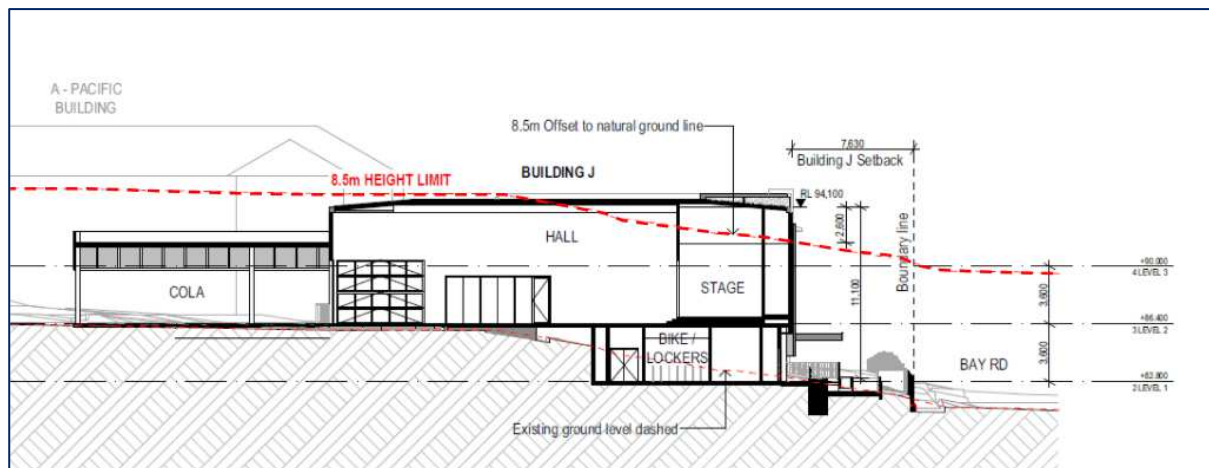 A - PACIFIC
BUILDING
8.5m Offset to natural ground line
7,630
Building J Setback
BUILDING J
8.5m HEIGHT LIMIT
RL 94,100
HALL
2,600
Boundary line
+90.000
4 LEVEL 3
COLA
STAGE
11,100
3,600
+86.400
3 LEVEL 2
BIKE /
LOCKERS
3,600
BAY RD
+82.800
2 LEVEL 1
Existing ground level dashed